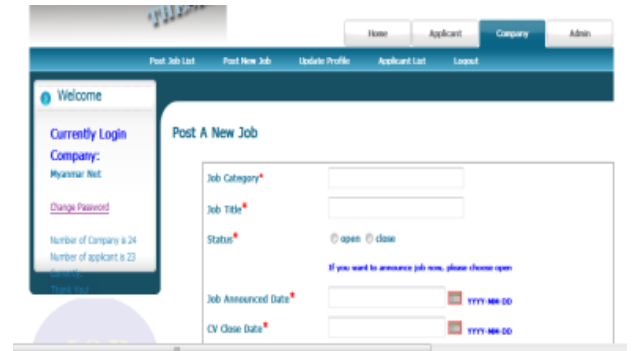 Home Applicant Company Admin
Post Job List Post New Job Update Profile Applicant List Logout
Welcome
Currently Login
Company:
Myanmar Net
Change Password
Number of Company is 24
Number of applicant is 23
Thank You!
Post A New Job
Job Category*
Job Title*
Status* open close
If you want to announce job now, please choose open
Job Announced Date* YYYY-MM-DD
CV Close Date* YYYY-MM-DD